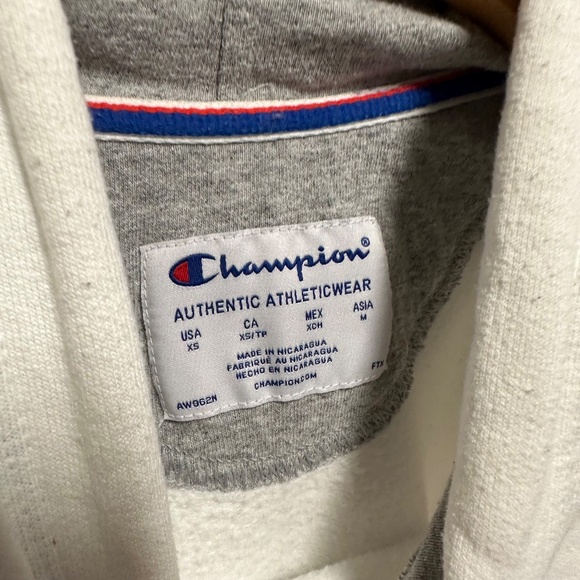 Champion®
AUTHENTIC ATHLETICWEAR
USA CA MEX ASIA
XS XS/TP XCH M
MADE IN NICARAGUA
FABRIQUÉ AU NICARAGUA
HECHO EN NICARAGUA
CHAMPION.COM
AW962N